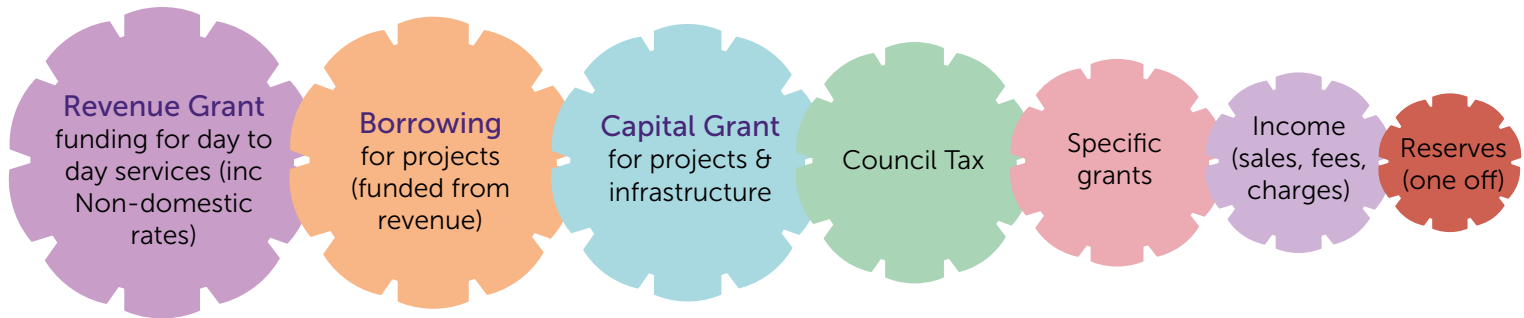 Revenue Grant
funding for day to
day services (inc
Non-domestic
rates)
Borrowing
for projects
(funded from
revenue)
Capital Grant
for projects &
infrastructure
Council Tax
Specific
grants
Income
(sales, fees,
charges)
Reserves
(one off)